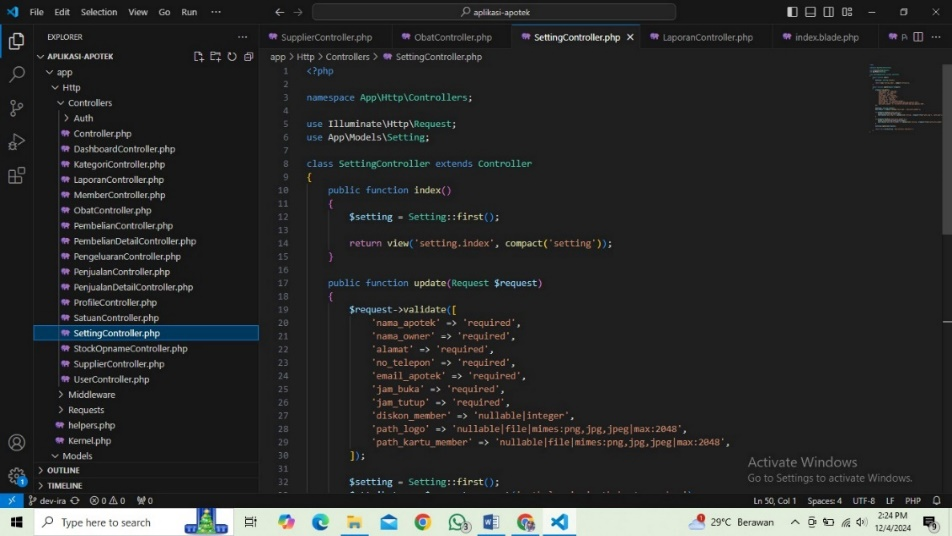 File Edit Selection View Go Run ...
aplikasi-apotek
EXPLORER ...
SupplierController.php ObatController.php SettingController.php LaporanController.php index.blade.php
APLIKASI-APOTEK
app > Http > Controllers > SettingController.php
app
Http
Controllers
Auth
Controller.php
DashboardController.php
KategoriController.php
LaporanController.php
MemberController.php
ObatController.php
PembelianController.php
PembelianDetailController.php
PengeluaranController.php
PenjualanController.php
PenjualanDetailController.php
ProfileController.php
SatuanController.php
SettingController.php
StockOpnameController.php
SupplierController.php
UserController.php
Middleware
Requests
helpers.php
Kernel.php
Models
OUTLINE
TIMELINE
1 <?php
2
3 namespace App\Http\Controllers;
4
5 use Illuminate\Http\Request;
6 use App\Models\Setting;
7
8 class SettingController extends Controller
9 {
10 public function index()
11 {
12 $setting = Setting::first();
13
14 return view('setting.index', compact('setting'));
15 }
16
17 public function update(Request $request)
18 {
19 $request->validate([
20 'nama_apotek' => 'required',
21 'nama_owner' => 'required',
22 'alamat' => 'required',
23 'no_telepon' => 'required',
24 'email_apotek' => 'required',
25 'jam_buka' => 'required',
26 'jam_tutup' => 'required',
27 'diskon_member' => 'nullable|integer',
28 'path_logo' => 'nullable|file|mimes:png,jpg,jpeg|max:2048',
29 'path_kartu_member' => 'nullable|file|mimes:png,jpg,jpeg|max:2048',
30 ]);
31
32 $setting = Setting::first();
Activate Windows
Go to Settings to activate Windows.
dev-ira 0 0 0 Ln 50, Col 1 Spaces: 4 UTF-8 LF PHP
Type here to search
29°C Berawan
2:24 PM
12/4/2024